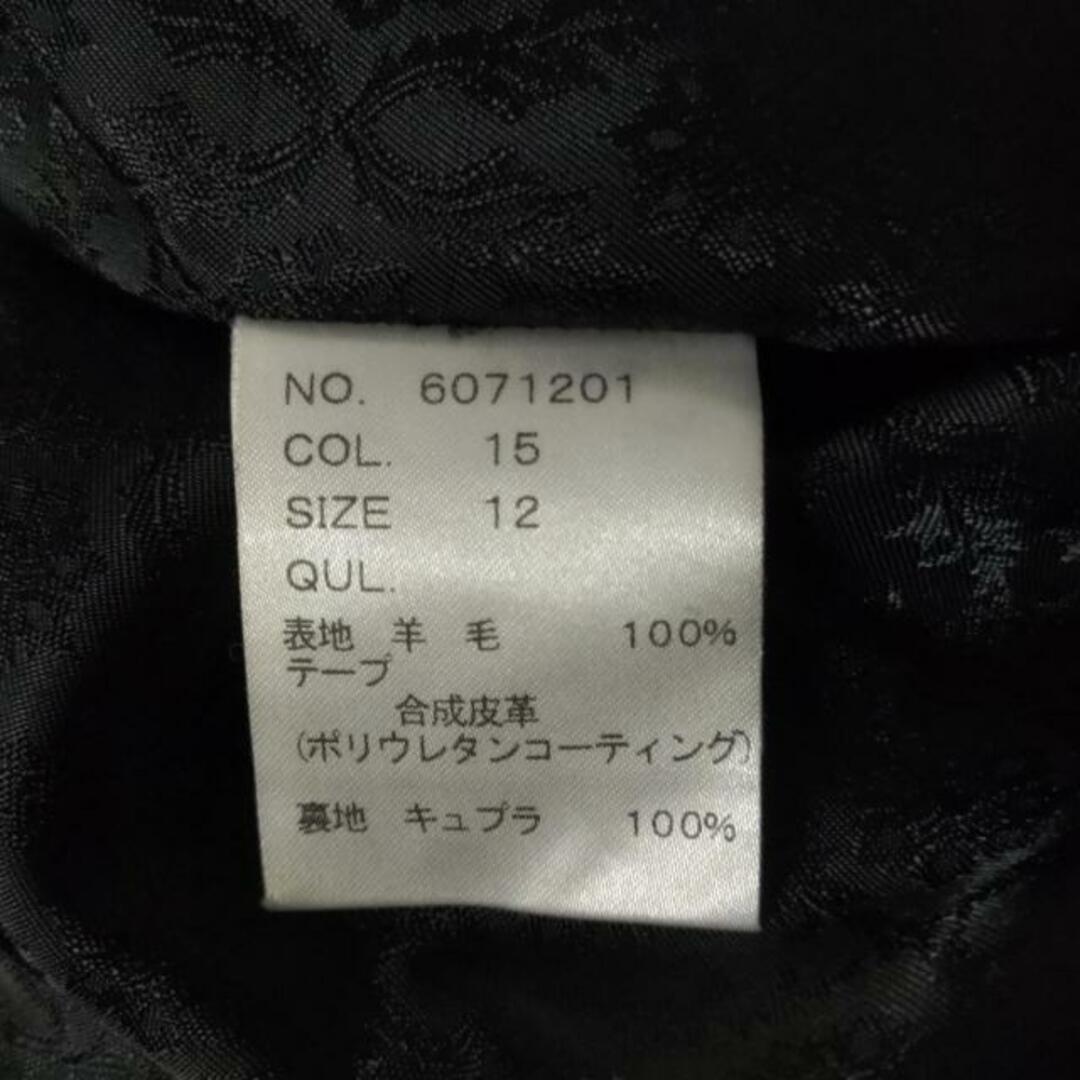 NO. 6071201
COL. 15
SIZE 12
QUL.
表地 羊 毛 100%
テープ
合成皮革
(ポリウレタンコーティング)
裏地 キュプラ 100%